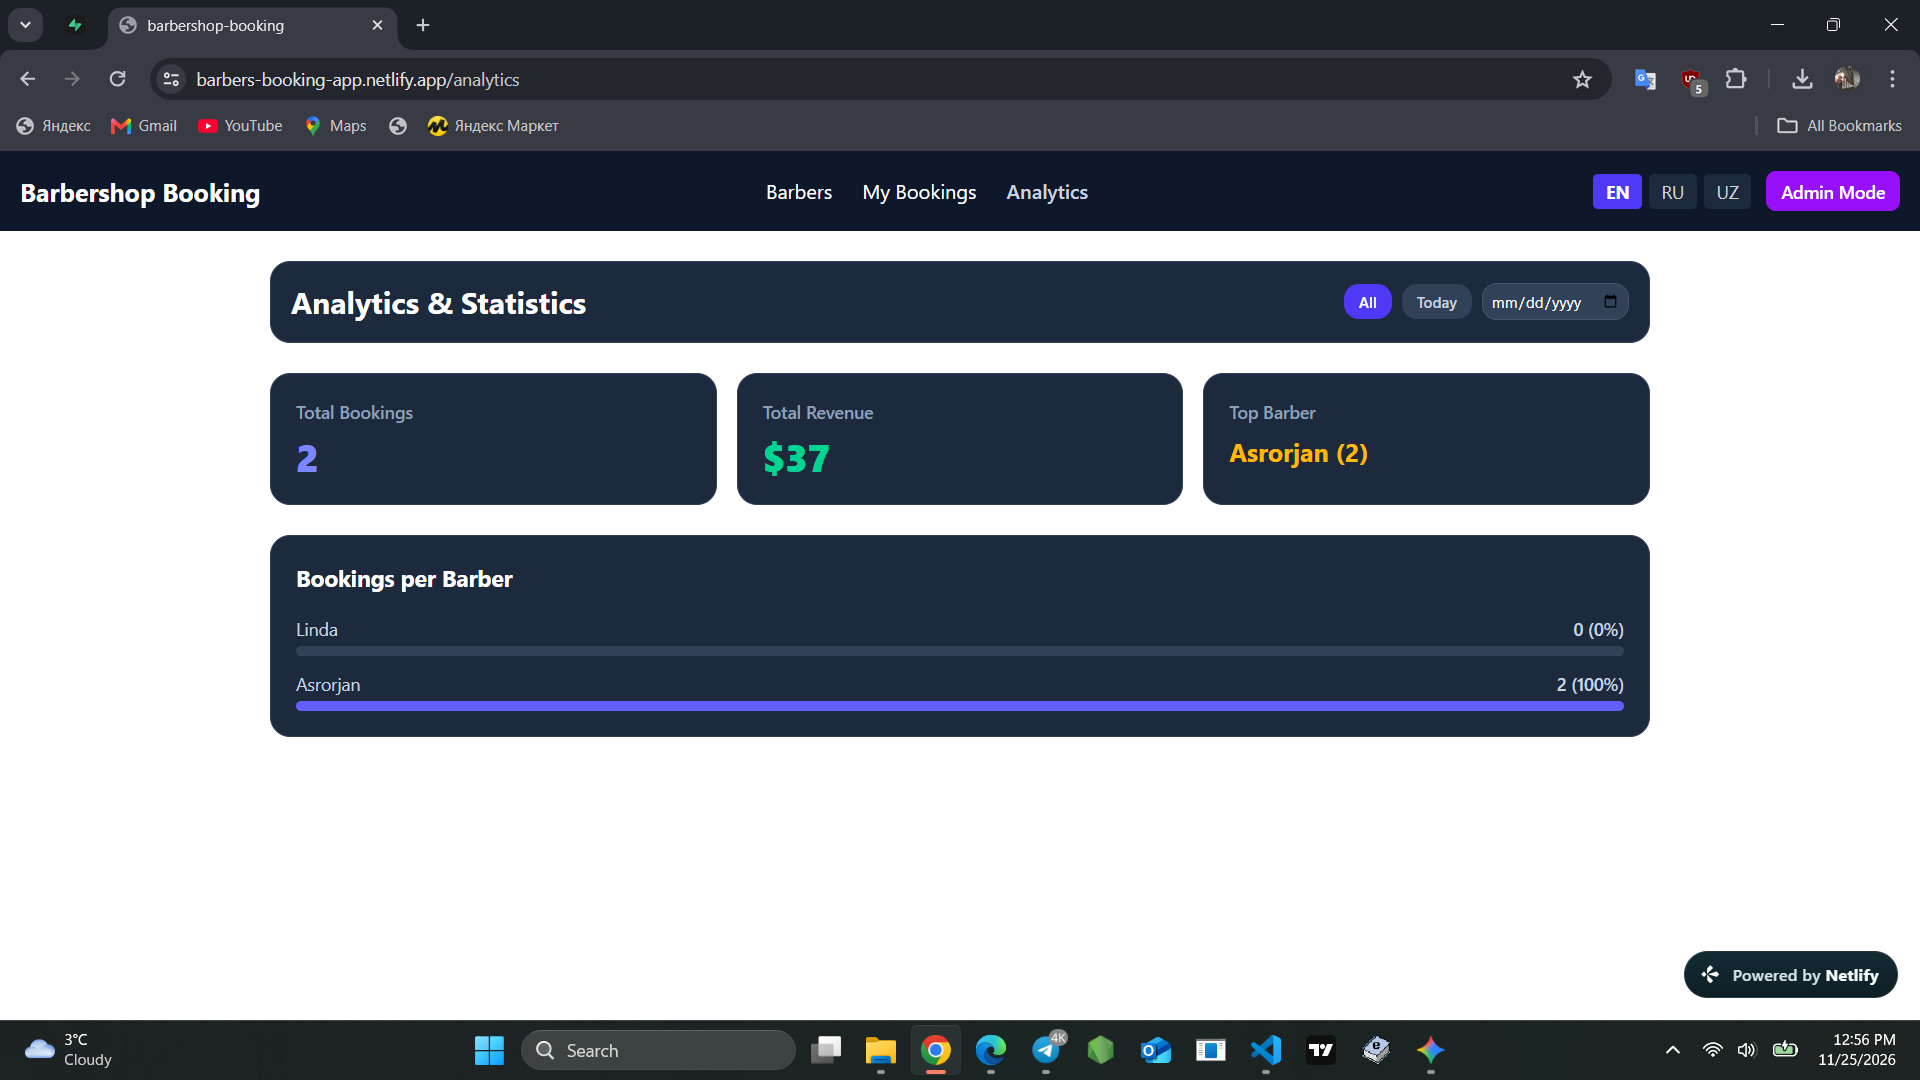 barbershop-booking
barbers-booking-app.netlify.app/analytics
5
Яндекс
Gmail
YouTube
Maps
Яндекс Маркет
All Bookmarks
Barbershop Booking
Barbers
My Bookings
Analytics
EN
RU
UZ
Admin Mode
Analytics & Statistics
All
Today
mm/dd/yyyy
Total Bookings
2
Total Revenue
$37
Top Barber
Asrorjan (2)
Bookings per Barber
Linda
0 (0%)
Asrorjan
2 (100%)
Powered by Netlify
3°C
Cloudy
Search
4K
12:56 PM
11/25/2026